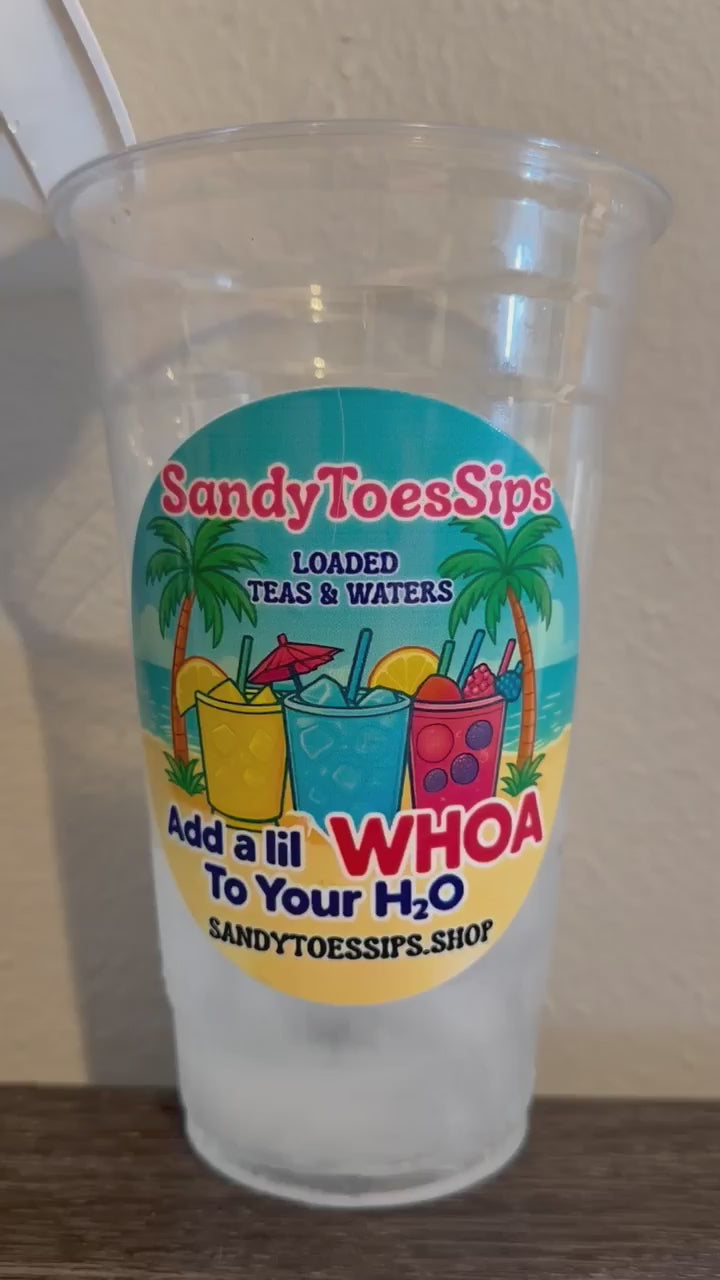 SandyToesSips
LOADED
TEAS & WATERS
Add a lil WHOA
To Your H₂O
SANDYTOESSIPS.SHOP